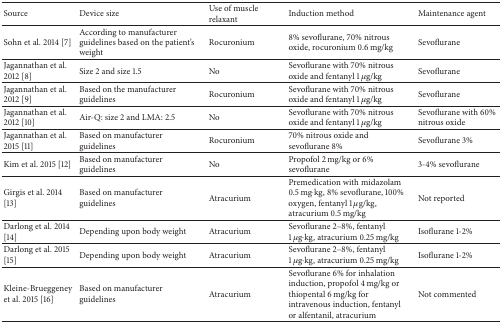 Source Device size Use of muscle relaxant Induction method Maintenance agent
Sohn et al. 2014 [7] According to manufacturer guidelines based on the patient's weight Rocuronium 8% sevoflurane, 70% nitrous oxide, rocuronium 0.6 mg/kg Sevoflurane
Jagannathan et al. 2012 [8] Size 2 and size 1.5 No Sevoflurane with 70% nitrous oxide and fentanyl 1 μg/kg Sevoflurane
Jagannathan et al. 2012 [9] Based on the manufacturer guidelines Rocuronium Sevoflurane with 70% nitrous oxide and fentanyl 1 μg/kg Sevoflurane
Jagannathan et al. 2012 [10] Air-Q: size 2 and LMA: 2.5 No Sevoflurane with 70% nitrous oxide and fentanyl 1 μg/kg Sevoflurane with 60% nitrous oxide
Jagannathan et al. 2015 [11] Based on manufacturer guidelines Rocuronium 70% nitrous oxide and sevoflurane 8% Sevoflurane 3%
Kim et al. 2015 [12] Based on manufacturer guidelines No Propofol 2 mg/kg or 6% sevoflurane 3-4% sevoflurane
Girgis et al. 2014 [13] Based on manufacturer guidelines Atracurium Premedication with midazolam 0.5 mg·kg, 8% sevoflurane, 100% oxygen, fentanyl 1 μg/kg, atracurium 0.5 mg/kg Not reported
Darlong et al. 2014 [14] Depending upon body weight Atracurium Sevoflurane 2–8%, fentanyl 1 μg·kg, atracurium 0.25 mg/kg Isoflurane 1-2%
Darlong et al. 2015 [15] Depending upon body weight Atracurium Sevoflurane 2–8%, fentanyl 1 μg·kg, atracurium 0.25 mg/kg Isoflurane 1-2%
Kleine-Brueggeney et al. 2015 [16] Based on manufacturer guidelines Atracurium Sevoflurane 6% for inhalation induction, propofol 4 mg/kg or thiopental 6 mg/kg for intravenous induction, fentanyl or alfentanil, atracurium Not commented